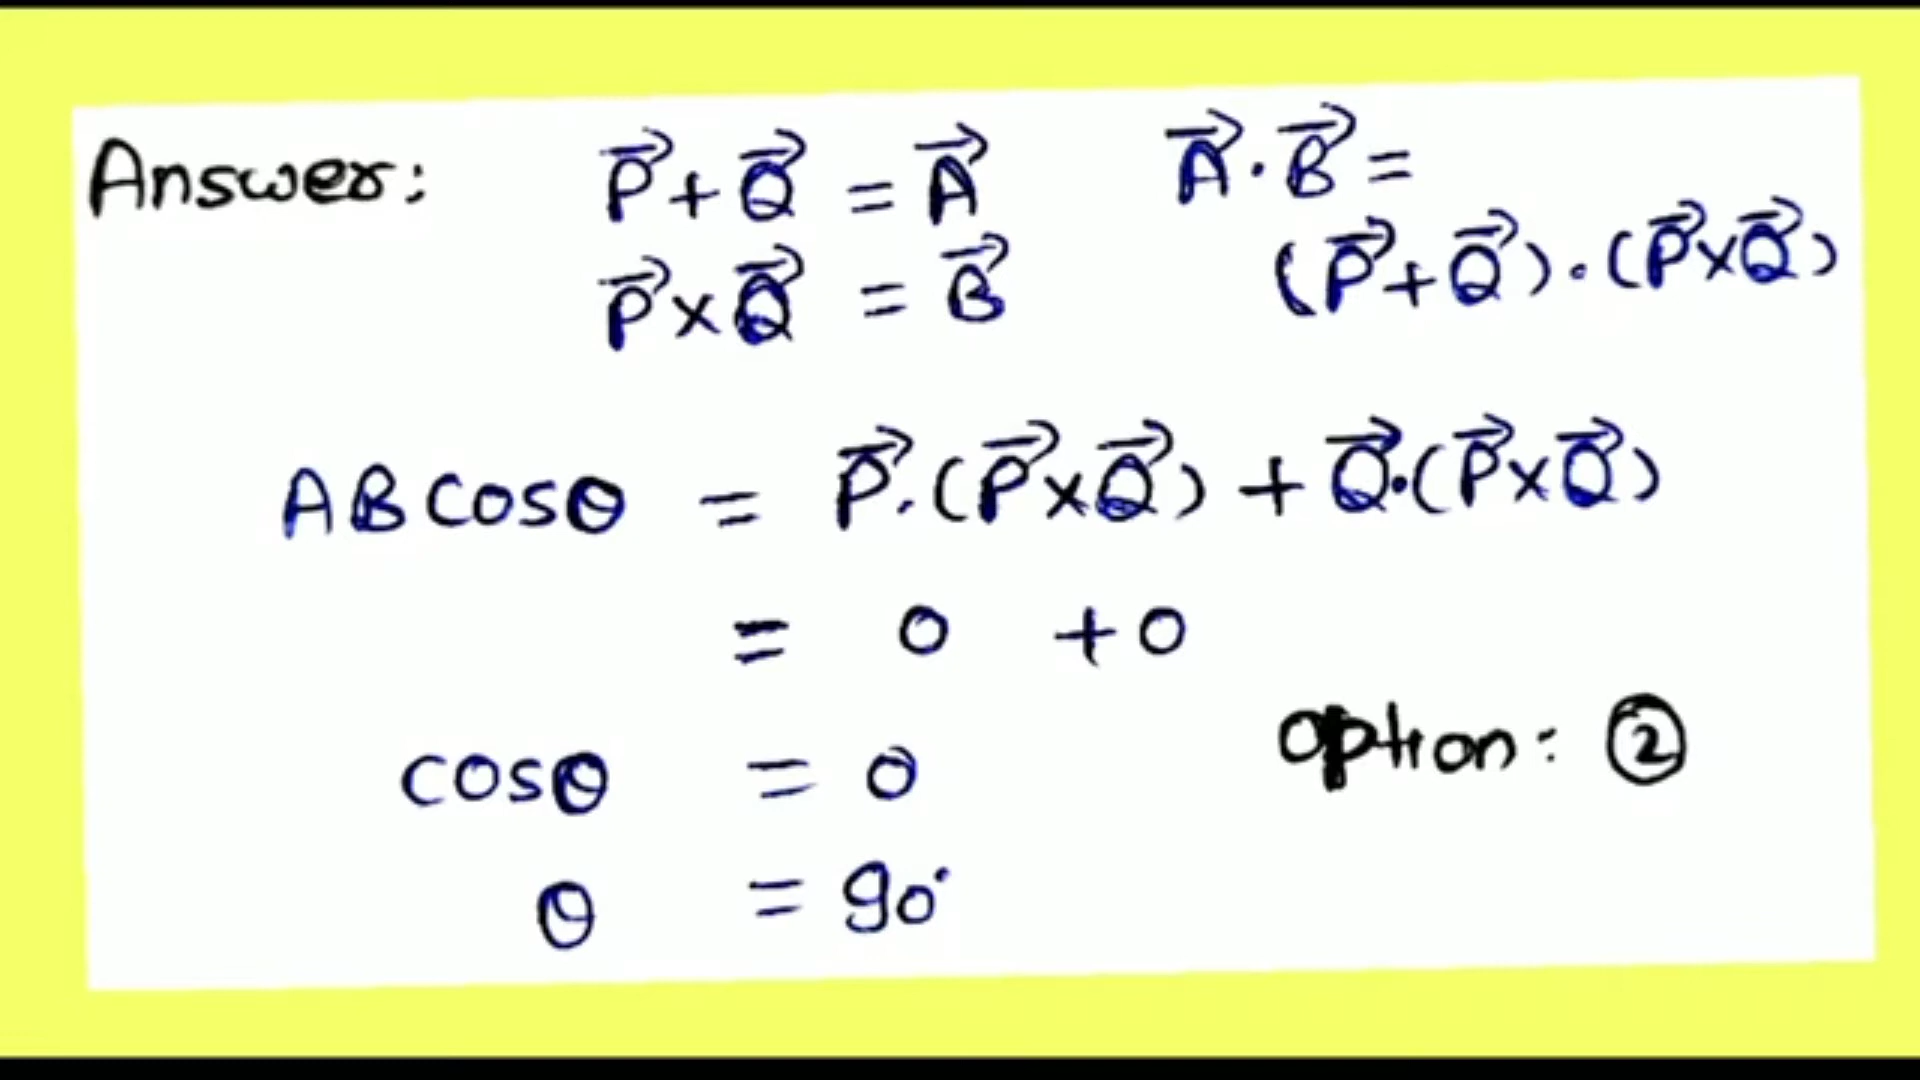 Answer:
P⃗ + Q⃗ = A⃗
P⃗ × Q⃗ = B⃗
A⃗ · B⃗ =
(P⃗ + Q⃗) · (P⃗ × Q⃗)
AB cosθ = P⃗ · (P⃗ × Q⃗) + Q⃗ · (P⃗ × Q⃗)
= 0 + 0
cosθ = 0
θ = 90°
option: ②